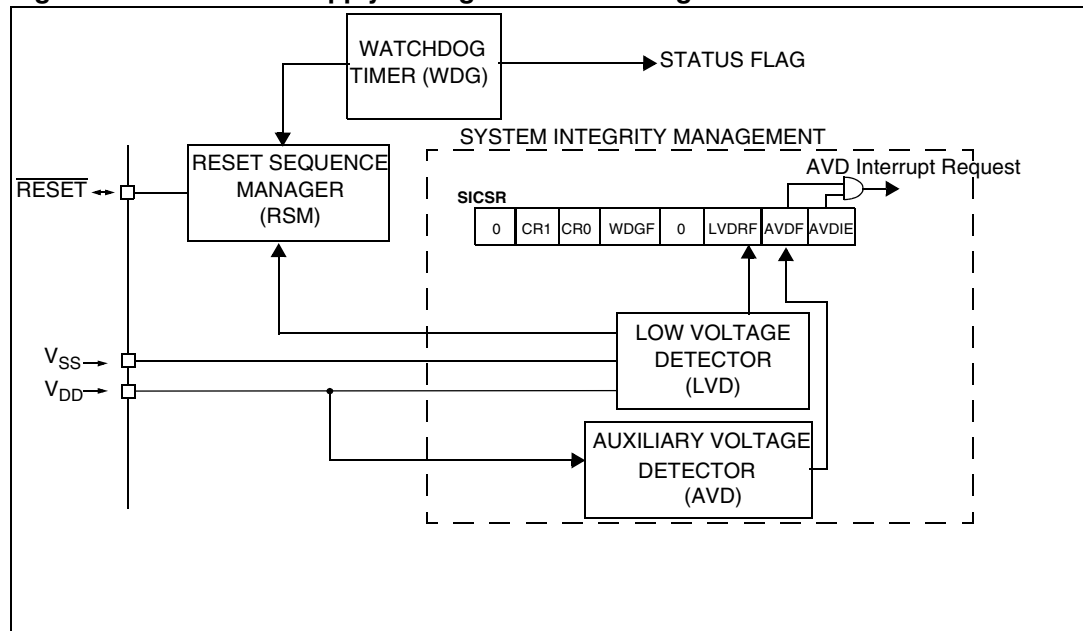 WATCHDOG
TIMER (WDG)
STATUS FLAG
SYSTEM INTEGRITY MANAGEMENT
RESET SEQUENCE
MANAGER
(RSM)
RESET
AVD Interrupt Request
SICSR
0 CR1 CR0 WDGF 0 LVDRF AVDF AVDIE
LOW VOLTAGE
DETECTOR
(LVD)
VSS
VDD
AUXILIARY VOLTAGE
DETECTOR
(AVD)